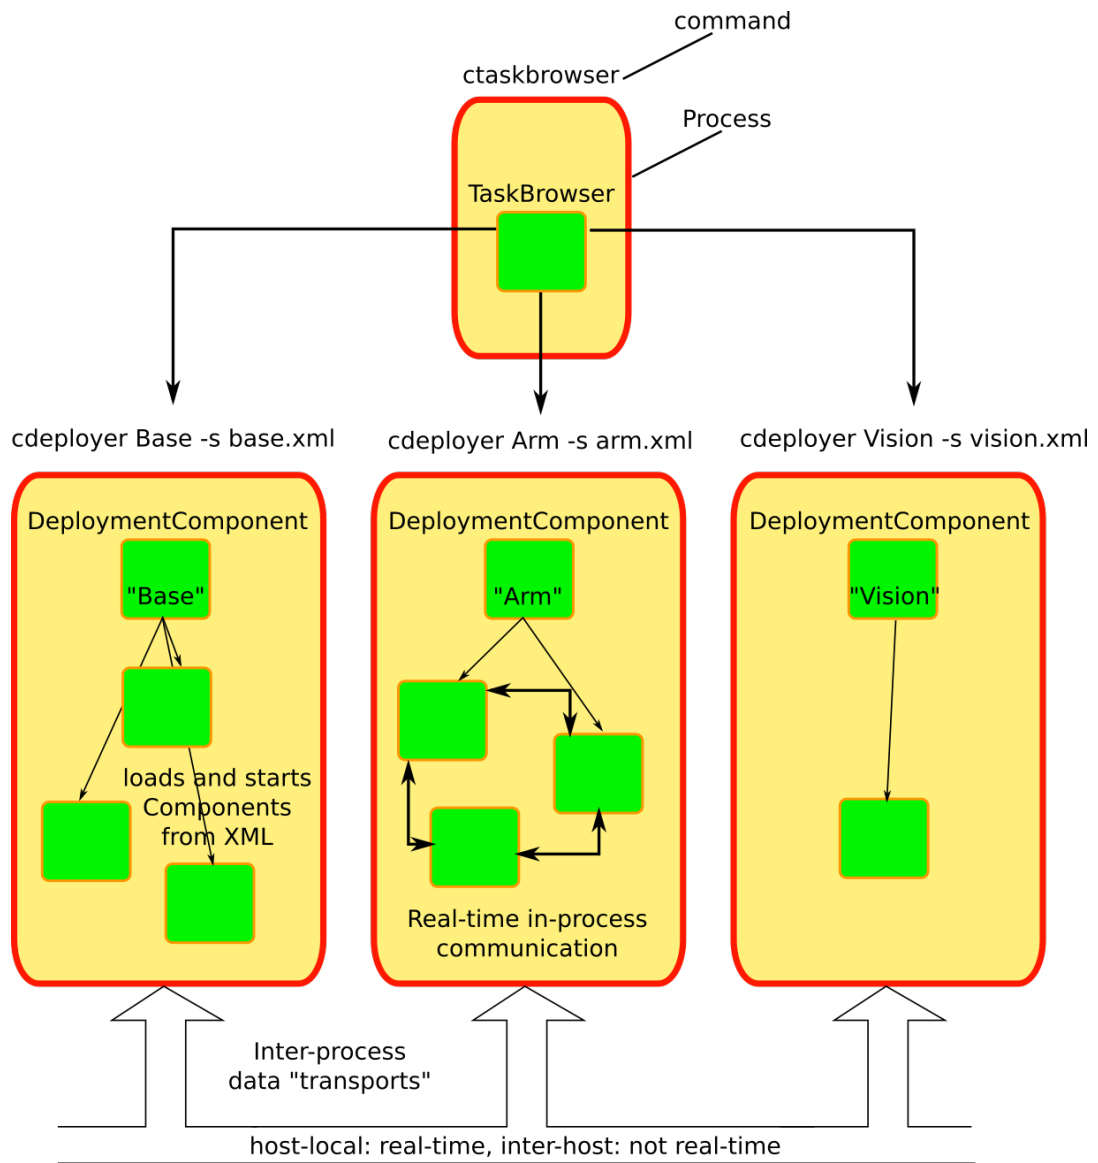 command
ctaskbrowser
Process
TaskBrowser
cdeployer Base -s base.xml
cdeployer Arm -s arm.xml
cdeployer Vision -s vision.xml
DeploymentComponent
"Base"
loads and starts
Components
from XML
DeploymentComponent
"Arm"
Real-time in-process
communication
DeploymentComponent
"Vision"
Inter-process
data "transports"
host-local: real-time, inter-host: not real-time